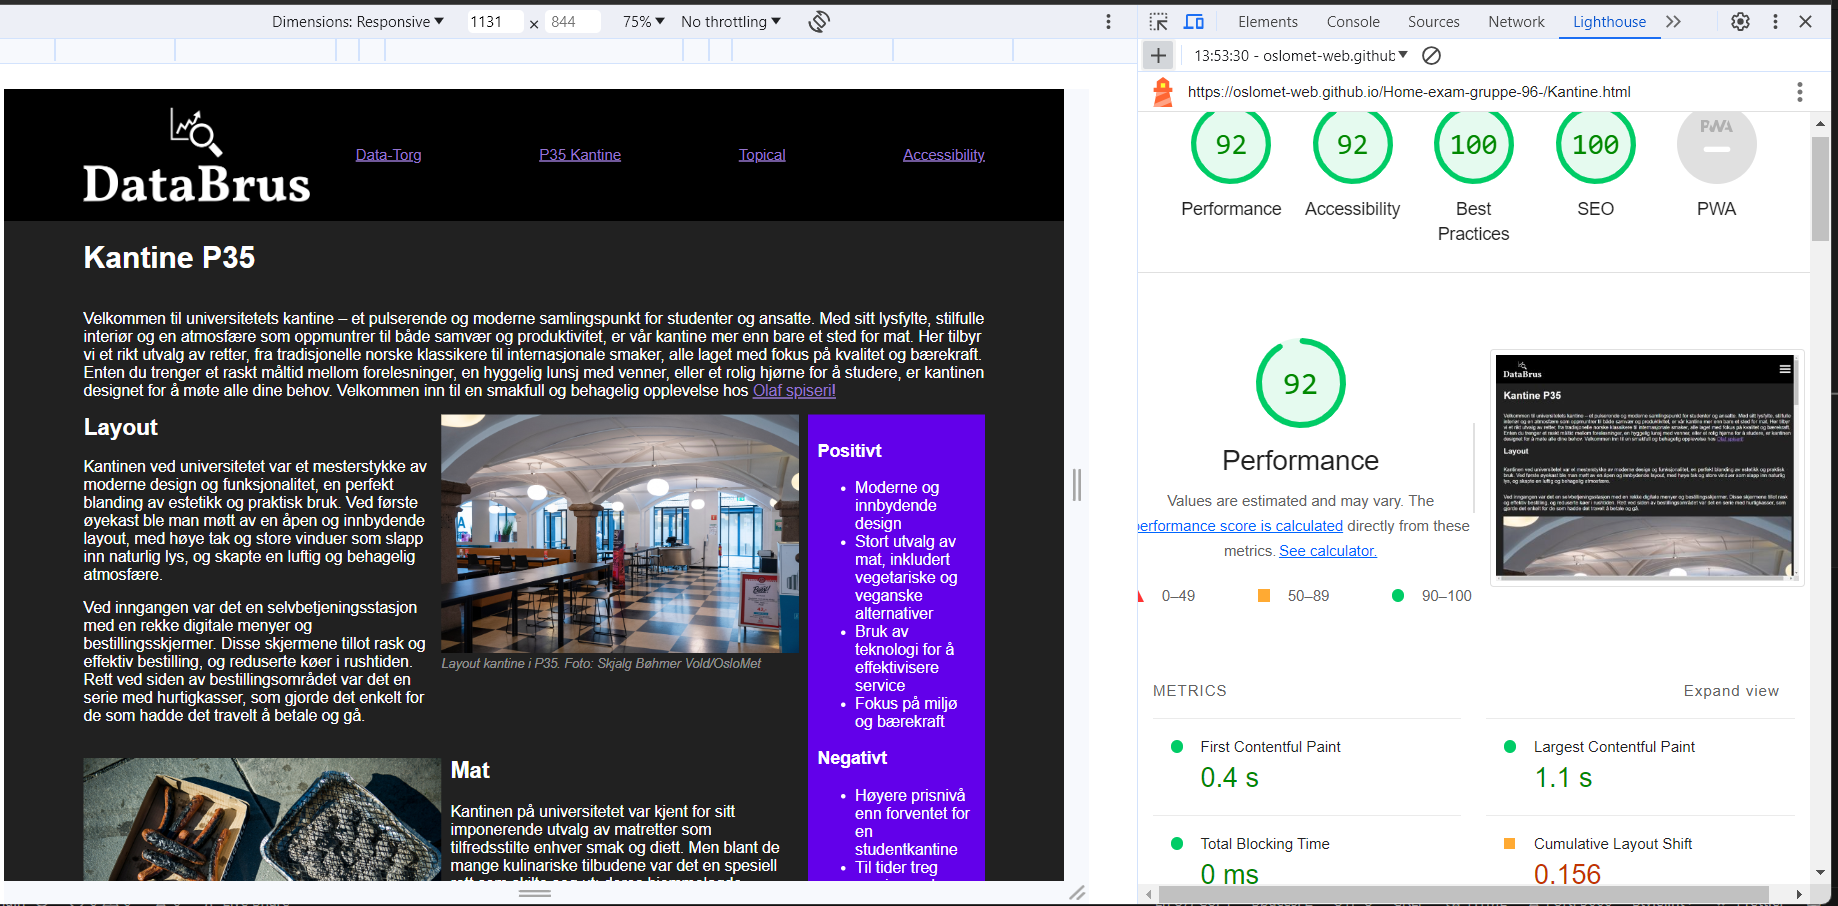 Dimensions: Responsive ▼ 1131 × 844 75% ▼ No throttling ▼
Elements Console Sources Network Lighthouse
13:53:30 - oslomet-web.github
https://oslomet-web.github.io/Home-exam-gruppe-96-/Kantine.html
DataBrus
Data-Torg P35 Kantine Topical Accessibility
Kantine P35
Velkommen til universitetets kantine – et pulserende og moderne samlingspunkt for studenter og ansatte. Med sitt lysfylte, stilfulle
interiør og en atmosfære som oppmuntrer til både samvær og produktivitet, er vår kantine mer enn bare et sted for mat. Her tilbyr
vi et rikt utvalg av retter, fra tradisjonelle norske klassikere til internasjonale smaker, alle laget med fokus på kvalitet og bærekraft.
Enten du trenger et raskt måltid mellom forelesninger, en hyggelig lunsj med venner, eller et rolig hjørne for å studere, er kantinen
designet for å møte alle dine behov. Velkommen inn til en smakfull og behagelig opplevelse hos Olaf spiseri!
Layout
Kantinen ved universitetet var et mesterstykke av
moderne design og funksjonalitet, en perfekt
blanding av estetikk og praktisk bruk. Ved første
øyekast ble man møtt av en åpen og innbydende
layout, med høye tak og store vinduer som slapp
inn naturlig lys, og skapte en luftig og behagelig
atmosfære.
Ved inngangen var det en selvbetjeningsstasjon
med en rekke digitale menyer og
bestillingsskjermer. Disse skjermene tillot rask og
effektiv bestilling, og reduserte køer i rushtiden.
Rett ved siden av bestillingsområdet var det en
serie med hurtigkasser, som gjorde det enkelt for
de som hadde det travelt å betale og gå.
Layout kantine i P35. Foto: Skjalg Bøhmer Vold/OsloMet
Positivt
• Moderne og
innbydende
design
• Stort utvalg av
mat, inkludert
vegetariske og
veganske
alternativer
• Bruk av
teknologi for å
effektivisere
service
• Fokus på miljø
og bærekraft
Negativt
• Høyere prisnivå
enn forventet for
en
studentkantine
• Til tider treg
Mat
Kantinen på universitetet var kjent for sitt
imponerende utvalg av matretter som
tilfredsstilte enhver smak og diett. Men blant de
mange kulinariske tilbudene var det en spesiell
92 92 100 100 PWA
Performance Accessibility Best Practices SEO PWA
92
Performance
Values are estimated and may vary. The
performance score is calculated directly from these
metrics. See calculator.
0–49 50–89 90–100
DataBrus
Kantine P35
Layout
METRICS Expand view
First Contentful Paint
0.4 s
Largest Contentful Paint
1.1 s
Total Blocking Time
0 ms
Cumulative Layout Shift
0.156